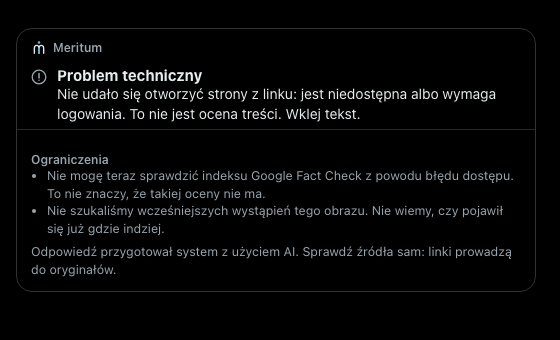 Meritum
Problem techniczny
Nie udało się otworzyć strony z linku: jest niedostępna albo wymaga
logowania. To nie jest ocena treści. Wklej tekst.
Ograniczenia
• Nie mogę teraz sprawdzić indeksu Google Fact Check z powodu błędu dostępu.
To nie znaczy, że takiej oceny nie ma.
• Nie szukaliśmy wcześniejszych wystąpień tego obrazu. Nie wiemy, czy pojawił
się już gdzie indziej.
Odpowiedź przygotował system z użyciem AI. Sprawdź źródła sam: linki prowadzą
do oryginałów.